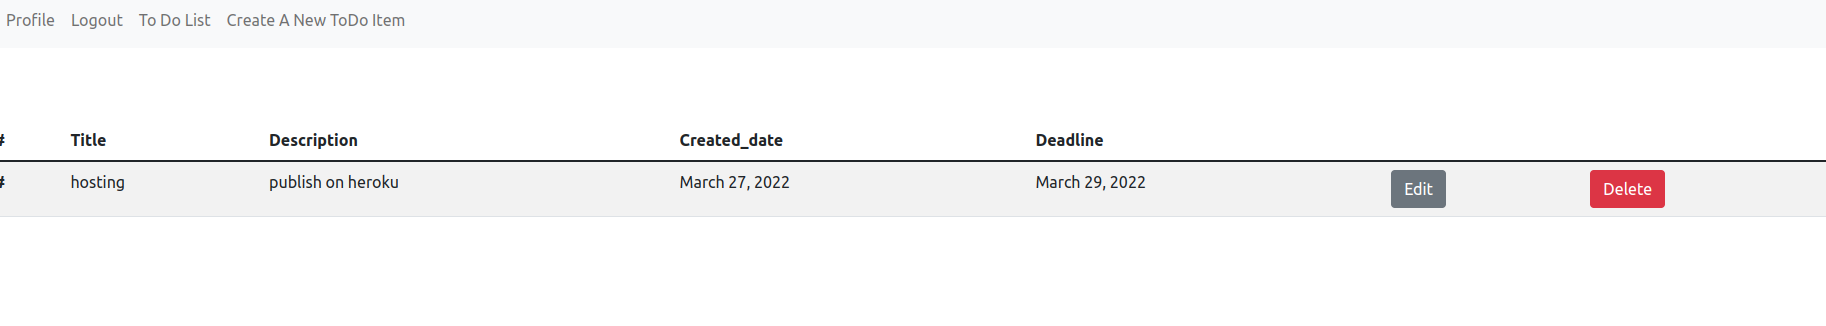 Profile Logout To Do List Create A New ToDo Item
# Title Description Created_date Deadline
# hosting publish on heroku March 27, 2022 March 29, 2022 Edit Delete